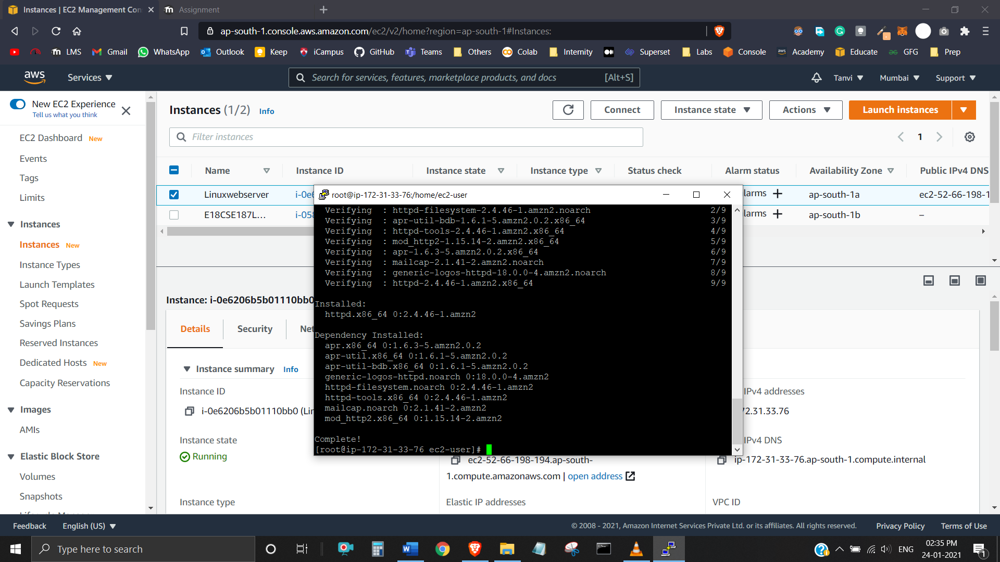 Instances | EC2 Management Con
Assignment
ap-south-1.console.aws.amazon.com/ec2/v2/home?region=ap-south-1#Instances:
LMS Gmail WhatsApp Outlook Keep iCampus GitHub Teams Others Colab Internity Superset Labs Console Academy Educate GFG Prep
aws Services Search for services, features, marketplace products, and docs [Alt+S] Tanvi Mumbai Support
New EC2 Experience
Tell us what you think
EC2 Dashboard New
Events
Tags
Limits
Instances
Instances New
Instance Types
Launch Templates
Spot Requests
Savings Plans
Reserved Instances
Dedicated Hosts New
Capacity Reservations
Images
AMIs
Elastic Block Store
Volumes
Snapshots
Instances (1/2) Info
Connect Instance state Actions Launch instances
Filter instances
1
Name Instance ID Instance state Instance type Status check Alarm status Availability Zone Public IPv4 DNS
Linuxwebserver i-0e6 larms ap-south-1a ec2-52-66-198-1
E18CSE187L... i-058 larms ap-south-1b –
root@ip-172-31-33-76:/home/ec2-user
Verifying : httpd-filesystem-2.4.46-1.amzn2.noarch 2/9
Verifying : apr-util-bdb-1.6.1-5.amzn2.0.2.x86_64 3/9
Verifying : httpd-tools-2.4.46-1.amzn2.x86_64 4/9
Verifying : mod_http2-1.15.14-2.amzn2.x86_64 5/9
Verifying : apr-1.6.3-5.amzn2.0.2.x86_64 6/9
Verifying : mailcap-2.1.41-2.amzn2.noarch 7/9
Verifying : generic-logos-httpd-18.0.0-4.amzn2.noarch 8/9
Verifying : httpd-2.4.46-1.amzn2.x86_64 9/9
Installed:
httpd.x86_64 0:2.4.46-1.amzn2
Dependency Installed:
apr.x86_64 0:1.6.3-5.amzn2.0.2
apr-util.x86_64 0:1.6.1-5.amzn2.0.2
apr-util-bdb.x86_64 0:1.6.1-5.amzn2.0.2
generic-logos-httpd.noarch 0:18.0.0-4.amzn2
httpd-filesystem.noarch 0:2.4.46-1.amzn2
httpd-tools.x86_64 0:2.4.46-1.amzn2
mailcap.noarch 0:2.1.41-2.amzn2
mod_http2.x86_64 0:1.15.14-2.amzn2
Complete!
[root@ip-172-31-33-76 ec2-user]#
Instance: i-0e6206b5b01110bb0
Details Security Net
Instance summary Info
Instance ID
i-0e6206b5b01110bb0 (Lin
IPv4 addresses
72.31.33.76
Instance state
Running
ec2-52-66-198-194.ap-south-
1.compute.amazonaws.com | open address
IPv4 DNS
ip-172-31-33-76.ap-south-1.compute.internal
Instance type Elastic IP addresses VPC ID
Feedback English (US) © 2008 - 2021, Amazon Internet Services Private Ltd. or its affiliates. All rights reserved. Privacy Policy Terms of Use
Type here to search
ENG
02:35 PM
24-01-2021
1